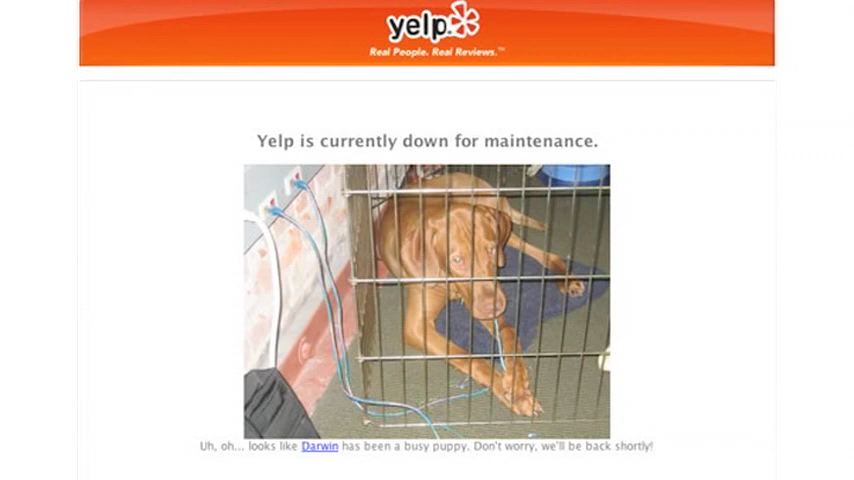 yelp
Real People. Real Reviews.™
Yelp is currently down for maintenance.
Uh, oh... looks like Darwin has been a busy puppy. Don't worry, we'll be back shortly!